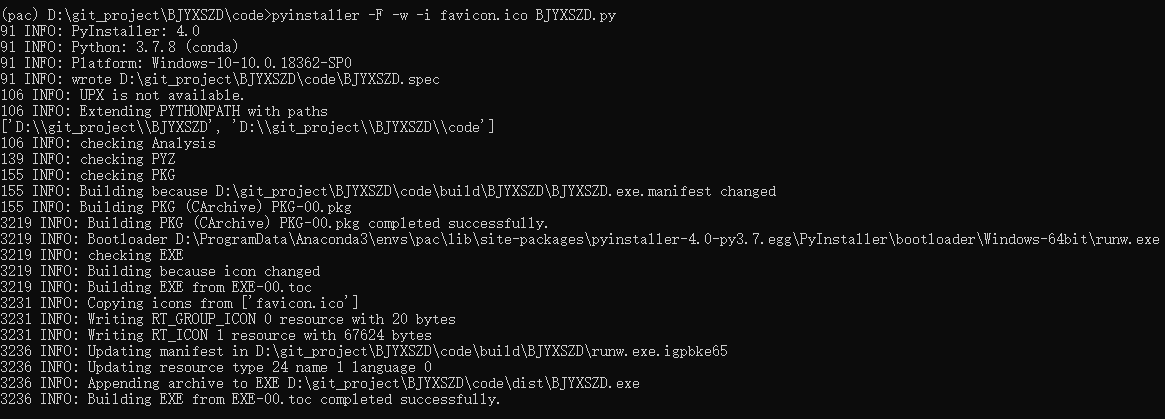 (pac) D:\git_project\BJYXSZD\code>pyinstaller -F -w -i favicon.ico BJYXSZD.py
91 INFO: PyInstaller: 4.0
91 INFO: Python: 3.7.8 (conda)
91 INFO: Platform: Windows-10-10.0.18362-SP0
91 INFO: wrote D:\git_project\BJYXSZD\code\BJYXSZD.spec
106 INFO: UPX is not available.
106 INFO: Extending PYTHONPATH with paths
['D:\\git_project\\BJYXSZD', 'D:\\git_project\\BJYXSZD\\code']
106 INFO: checking Analysis
139 INFO: checking PYZ
155 INFO: checking PKG
155 INFO: Building because D:\git_project\BJYXSZD\code\build\BJYXSZD\BJYXSZD.exe.manifest changed
155 INFO: Building PKG (CArchive) PKG-00.pkg
3219 INFO: Building PKG (CArchive) PKG-00.pkg completed successfully.
3219 INFO: Bootloader D:\ProgramData\Anaconda3\envs\pac\lib\site-packages\pyinstaller-4.0-py3.7.egg\PyInstaller\bootloader\Windows-64bit\runw.exe
3219 INFO: checking EXE
3219 INFO: Building because icon changed
3219 INFO: Building EXE from EXE-00.toc
3231 INFO: Copying icons from ['favicon.ico']
3231 INFO: Writing RT_GROUP_ICON 0 resource with 20 bytes
3231 INFO: Writing RT_ICON 1 resource with 67624 bytes
3236 INFO: Updating manifest in D:\git_project\BJYXSZD\code\build\BJYXSZD\runw.exe.igpbke65
3236 INFO: Updating resource type 24 name 1 language 0
3236 INFO: Appending archive to EXE D:\git_project\BJYXSZD\code\dist\BJYXSZD.exe
3236 INFO: Building EXE from EXE-00.toc completed successfully.